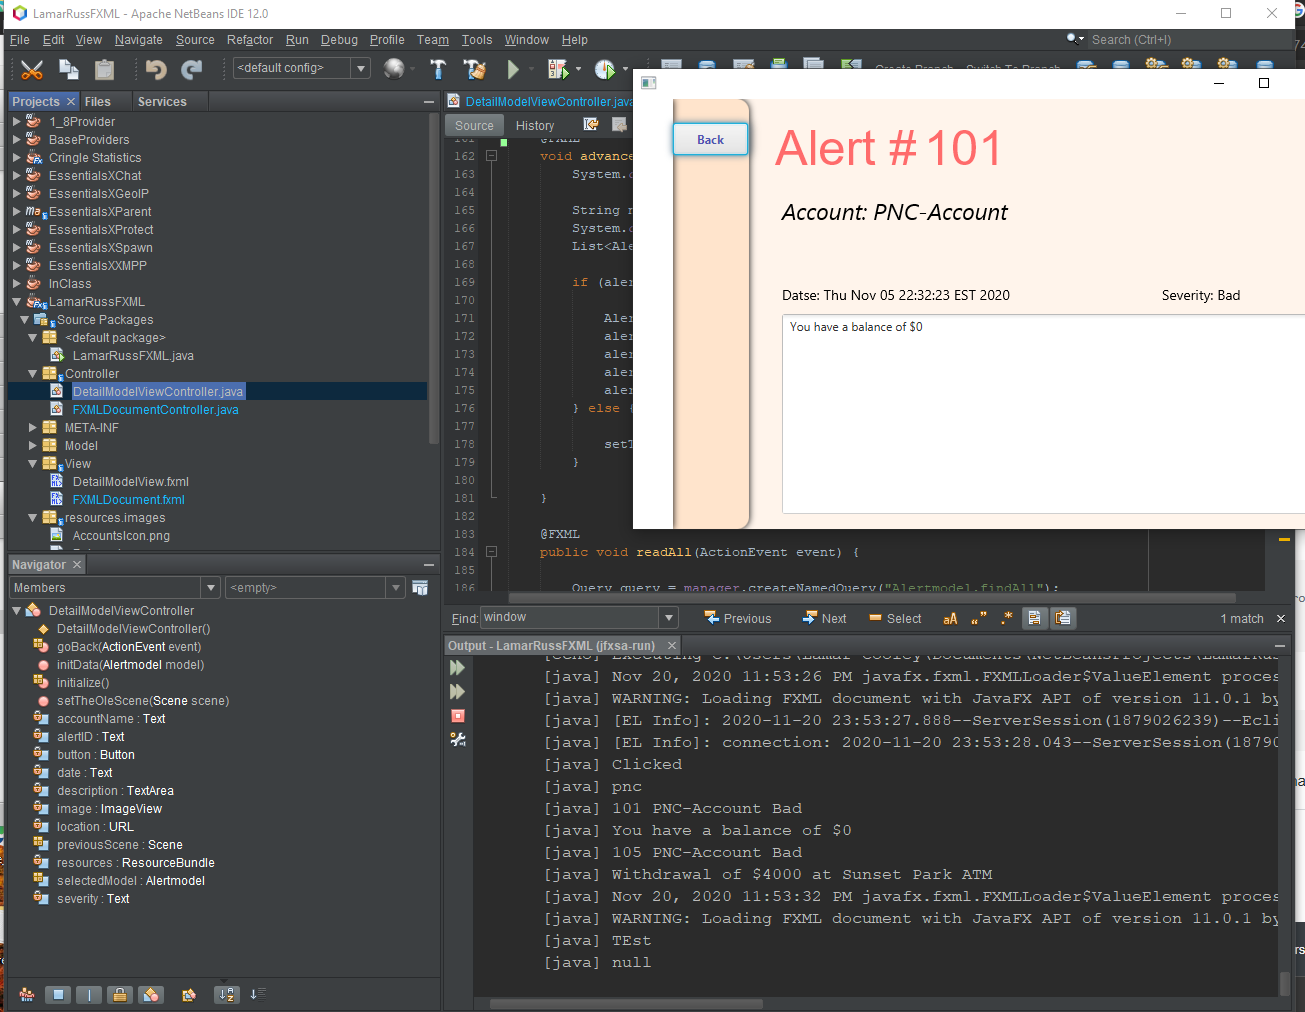 LamarRussFXML - Apache NetBeans IDE 12.0
File Edit View Navigate Source Refactor Run Debug Profile Team Tools Window Help
Search (Ctrl+I)
<default config>
Projects Files Services
1_8Provider
BaseProviders
Cringle Statistics
EssentialsXChat
EssentialsXGeoIP
EssentialsXParent
EssentialsXProtect
EssentialsXSpawn
EssentialsXXMPP
InClass
LamarRussFXML
Source Packages
<default package>
LamarRussFXML.java
Controller
DetailModelViewController.java
FXMLDocumentController.java
META-INF
Model
View
DetailModelView.fxml
FXMLDocument.fxml
resources.images
AccountsIcon.png
Navigator
Members
<empty>
DetailModelViewController
DetailModelViewController()
goBack(ActionEvent event)
initData(Alertmodel model)
initialize()
setTheOleScene(Scene scene)
accountName : Text
alertID : Text
button : Button
date : Text
description : TextArea
image : ImageView
location : URL
previousScene : Scene
resources : ResourceBundle
selectedModel : Alertmodel
severity : Text
DetailModelViewController.java
Source History
161 @FXML
162 void advance
163 System.
164
165 String
166 System.
167 List<Ale
168
169 if (aler
170
171 Aler
172 aler
173 aler
174 aler
175 aler
176 } else {
177
178 setT
179 }
180
181 }
182
183 @FXML
184 public void readAll(ActionEvent event) {
185
186 Query query = manager.createNamedQuery("Alertmodel.findAll");
Back
Alert # 101
Account: PNC-Account
Datse: Thu Nov 05 22:32:23 EST 2020
Severity: Bad
You have a balance of $0
Find: window Previous Next Select aA 1 match
Output - LamarRussFXML (jfxsa-run)
[echo] Executing C:\Users\Lamar Cooley\Documents\NetBeansProjects\LamarRus
[java] Nov 20, 2020 11:53:26 PM javafx.fxml.FXMLLoader$ValueElement proces
[java] WARNING: Loading FXML document with JavaFX API of version 11.0.1 by
[java] [EL Info]: 2020-11-20 23:53:27.888--ServerSession(1879026239)--Ecli
[java] [EL Info]: connection: 2020-11-20 23:53:28.043--ServerSession(18790
[java] Clicked
[java] pnc
[java] 101 PNC-Account Bad
[java] You have a balance of $0
[java] 105 PNC-Account Bad
[java] Withdrawal of $4000 at Sunset Park ATM
[java] Nov 20, 2020 11:53:32 PM javafx.fxml.FXMLLoader$ValueElement proces
[java] WARNING: Loading FXML document with JavaFX API of version 11.0.1 by
[java] TEst
[java] null